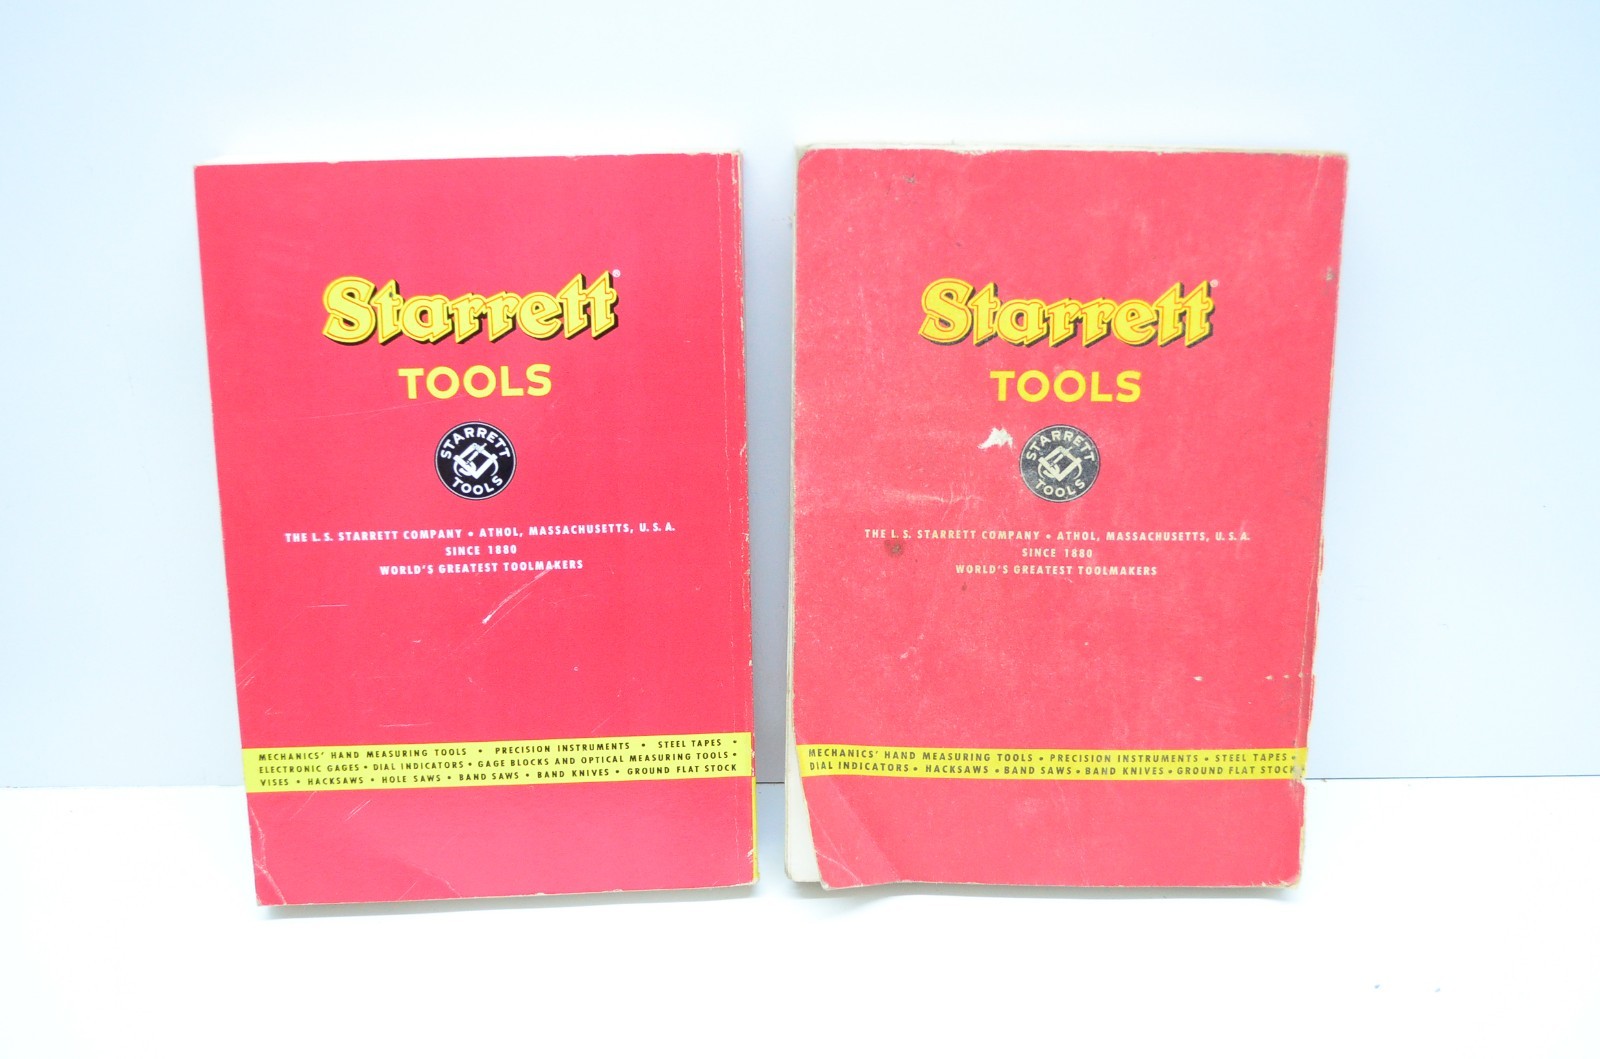 Starrett®
TOOLS
STARRETT
TOOLS
THE L.S. STARRETT COMPANY • ATHOL, MASSACHUSETTS, U.S.A.
SINCE 1880
WORLD'S GREATEST TOOLMAKERS
MECHANICS' HAND MEASURING TOOLS • PRECISION INSTRUMENTS • STEEL TAPES •
ELECTRONIC GAGES • DIAL INDICATORS • GAGE BLOCKS AND OPTICAL MEASURING TOOLS •
VISES • HACKSAWS • HOLE SAWS • BAND SAWS • BAND KNIVES • GROUND FLAT STOCK
Starrett®
TOOLS
STARRETT
TOOLS
THE L.S. STARRETT COMPANY • ATHOL, MASSACHUSETTS, U.S.A.
SINCE 1880
WORLD'S GREATEST TOOLMAKERS
MECHANICS' HAND MEASURING TOOLS • PRECISION INSTRUMENTS • STEEL TAPES •
DIAL INDICATORS • HACKSAWS • BAND SAWS • BAND KNIVES • GROUND FLAT STOCK